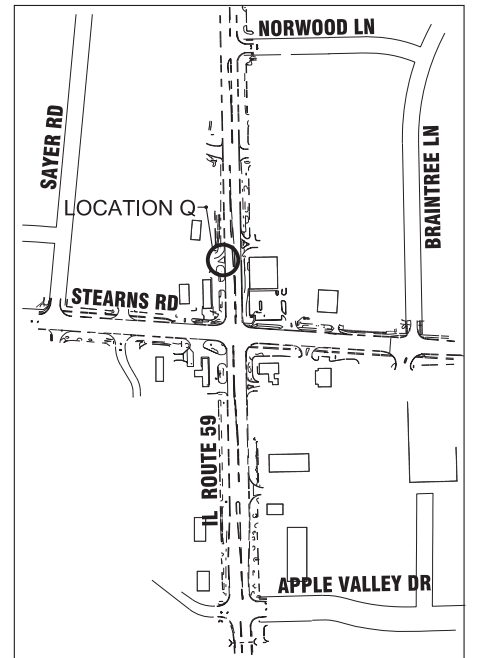 NORWOOD LN
SAYER RD
BRAINTREE LN
LOCATION Q
STEARNS RD
IL ROUTE 59
APPLE VALLEY DR